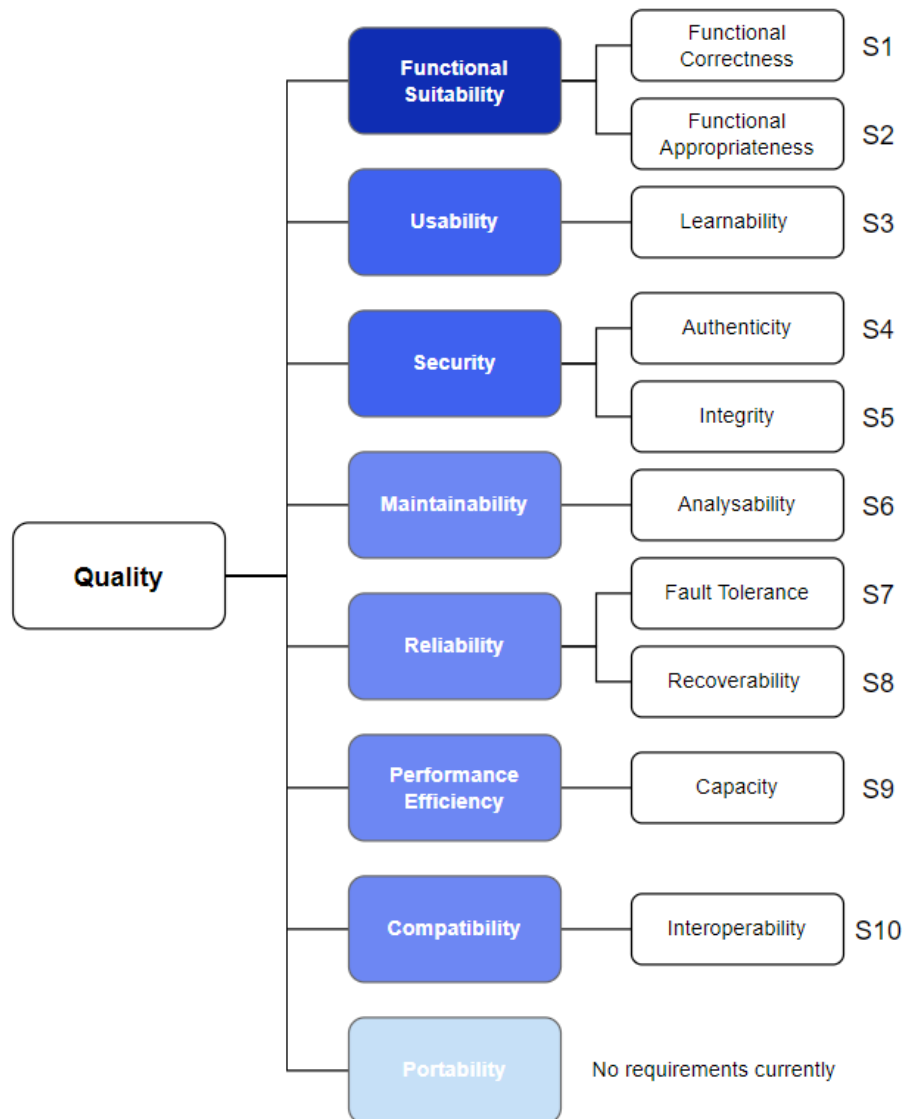 Functional
Correctness
S1
Functional
Suitability
Functional
Appropriateness
S2
Usability
Learnability
S3
Authenticity
S4
Security
Integrity
S5
Maintainability
Analysability
S6
Quality
Fault Tolerance
S7
Reliability
Recoverability
S8
Performance
Efficiency
Capacity
S9
Compatibility
Interoperability
S10
Portability
No requirements currently